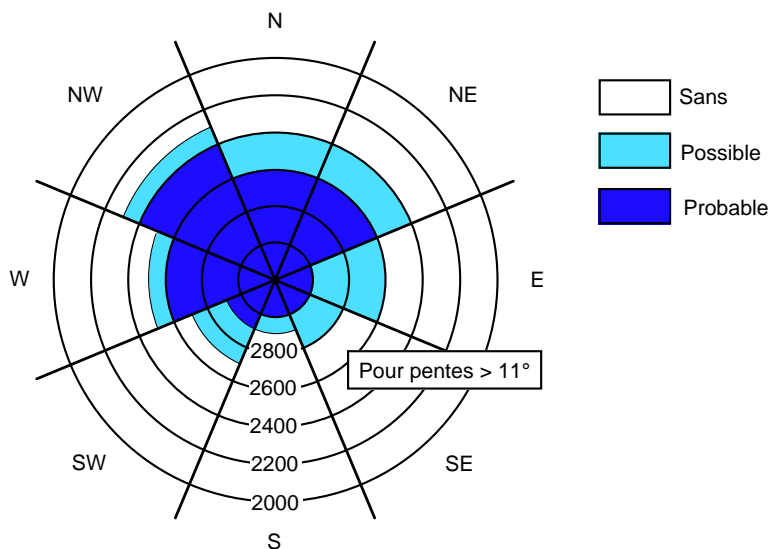 N
NW
NE
Sans
Possible
Probable
W
E
2800
Pour pentes > 11°
2600
2400
SW
2200
SE
2000
S